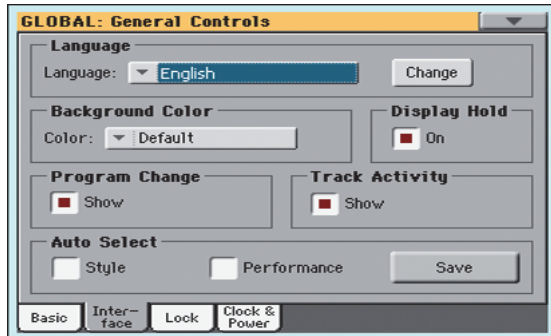 GLOBAL: General Controls
Language
Language: English Change
Background Color Display Hold
Color: Default On
Program Change Track Activity
Show Show
Auto Select
Style Performance Save
Basic Inter-
face Lock Clock &
Power